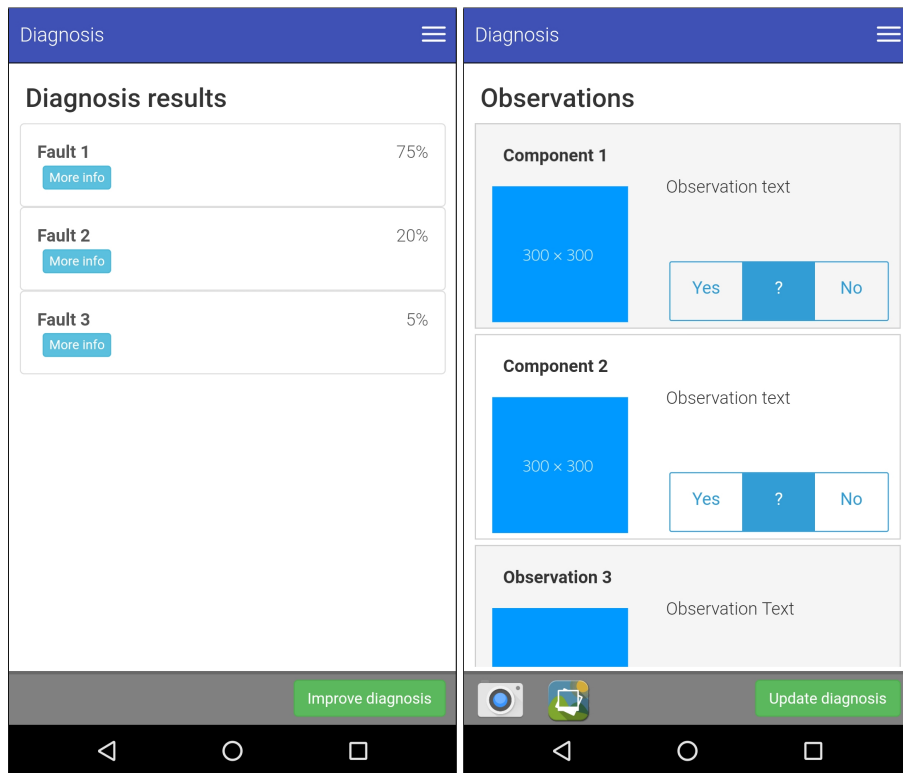 Diagnosis
Diagnosis results
Fault 1 75%
More info
Fault 2 20%
More info
Fault 3 5%
More info
Improve diagnosis
Diagnosis
Observations
Component 1
Observation text
300 × 300
Yes ? No
Component 2
Observation text
300 × 300
Yes ? No
Observation 3
Observation Text
Update diagnosis